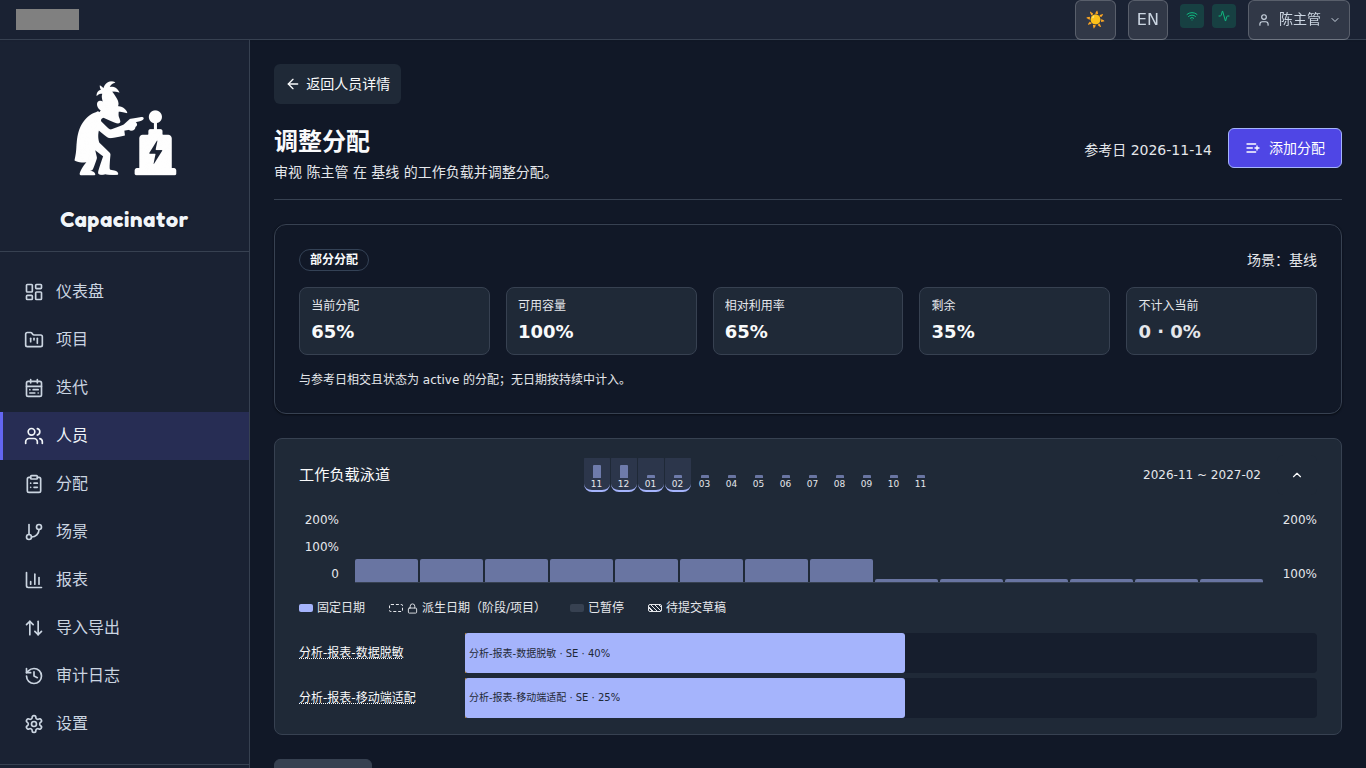 EN
陈主管
Capacinator
仪表盘
项目
迭代
人员
分配
场景
报表
导入导出
审计日志
设置
返回人员详情
调整分配
审视 陈主管 在 基线 的工作负载并调整分配。
参考日 2026-11-14
添加分配
部分分配
场景：基线
当前分配
65%
可用容量
100%
相对利用率
65%
剩余
35%
不计入当前
0 · 0%
与参考日相交且状态为 active 的分配；无日期按持续中计入。
工作负载泳道
11 12 01 02 03 04 05 06 07 08 09 10 11
2026-11 ~ 2027-02
200% 200%
100%
0 100%
固定日期 派生日期（阶段/项目） 已暂停 待提交草稿
分析-报表-数据脱敏 分析-报表-数据脱敏 · SE · 40%
分析-报表-移动端适配 分析-报表-移动端适配 · SE · 25%